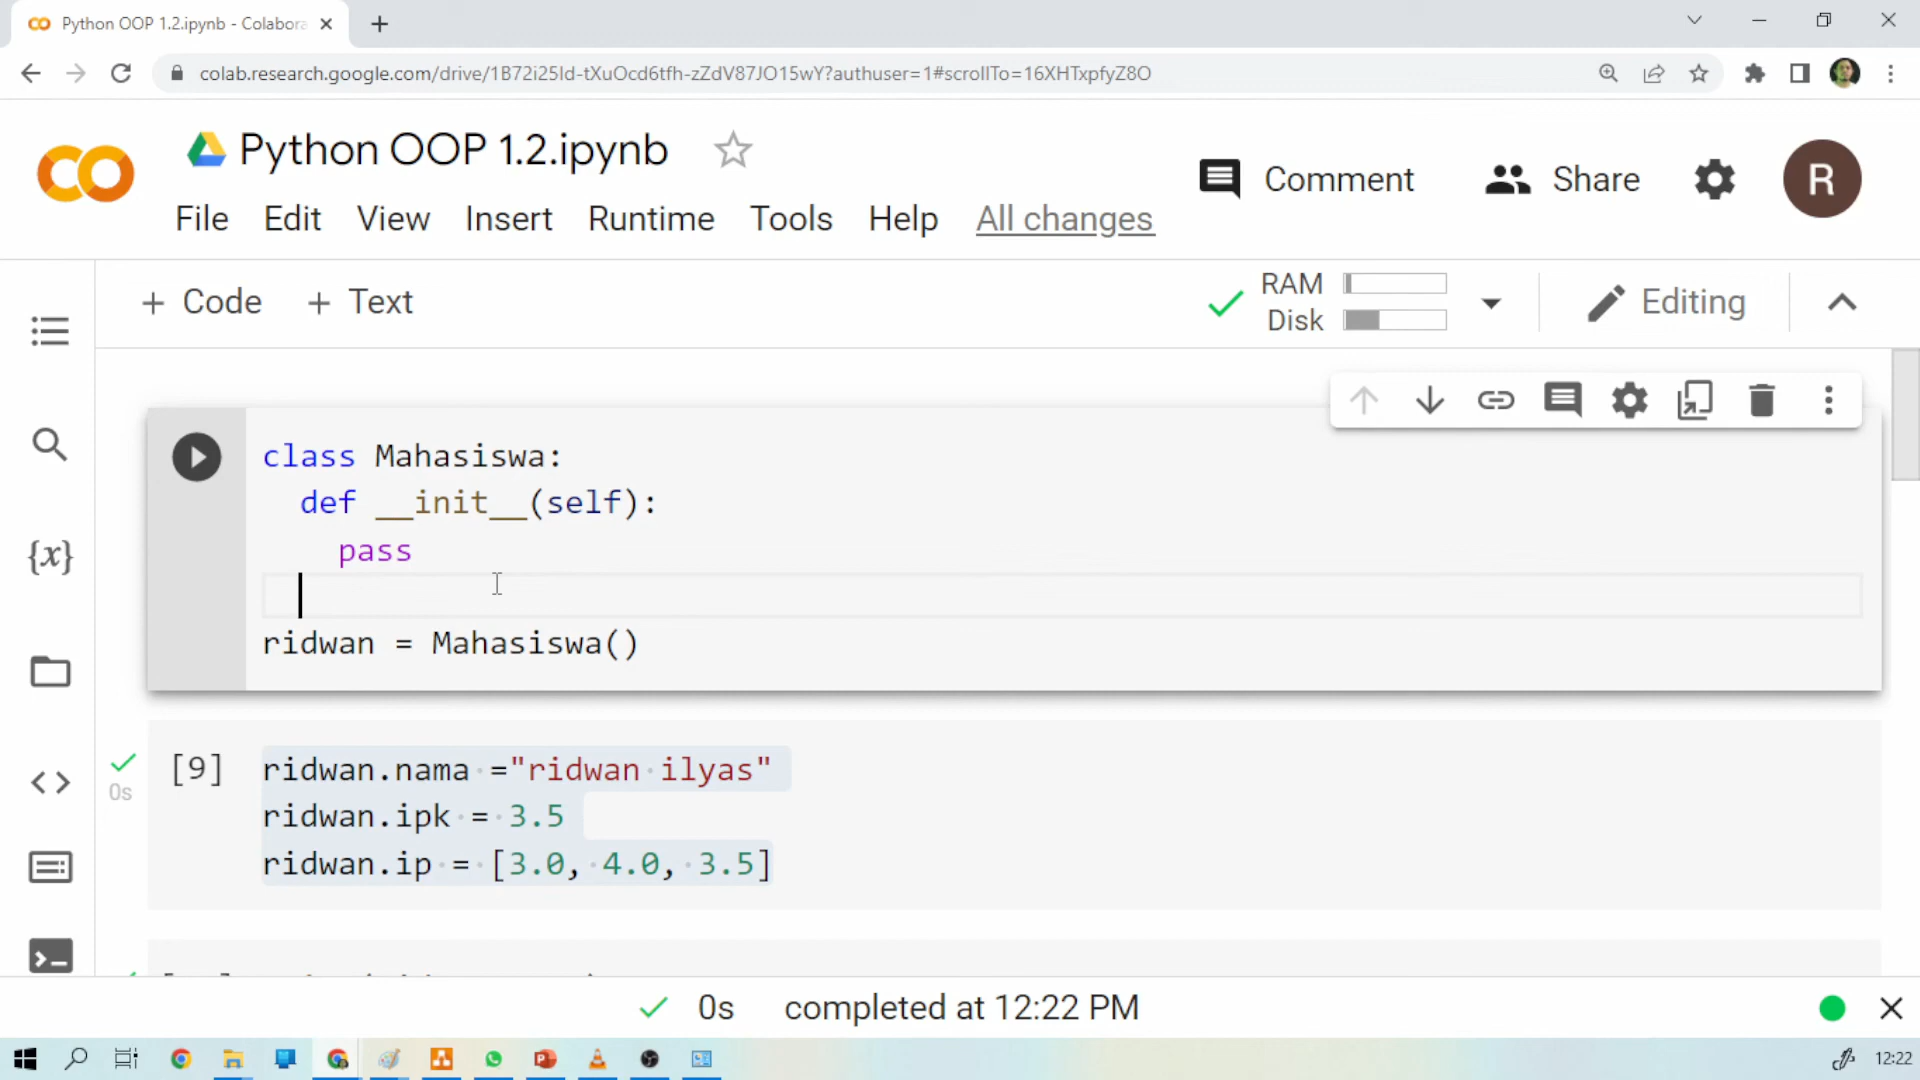 Python OOP 1.2.ipynb - Colabora
colab.research.google.com/drive/1B72i25Id-tXuOcd6tfh-zZdV87JO15wY?authuser=1#scrollTo=16XHTxpfyZ8O
Python OOP 1.2.ipynb
Comment
Share
R
File Edit View Insert Runtime Tools Help All changes
+ Code + Text
RAM
Disk
Editing
class Mahasiswa:
def __init__(self):
pass
ridwan = Mahasiswa()
{x}
0s
[9]
ridwan.nama ="ridwan ilyas"
ridwan.ipk = 3.5
ridwan.ip = [3.0, 4.0, 3.5]
0s completed at 12:22 PM
12:22